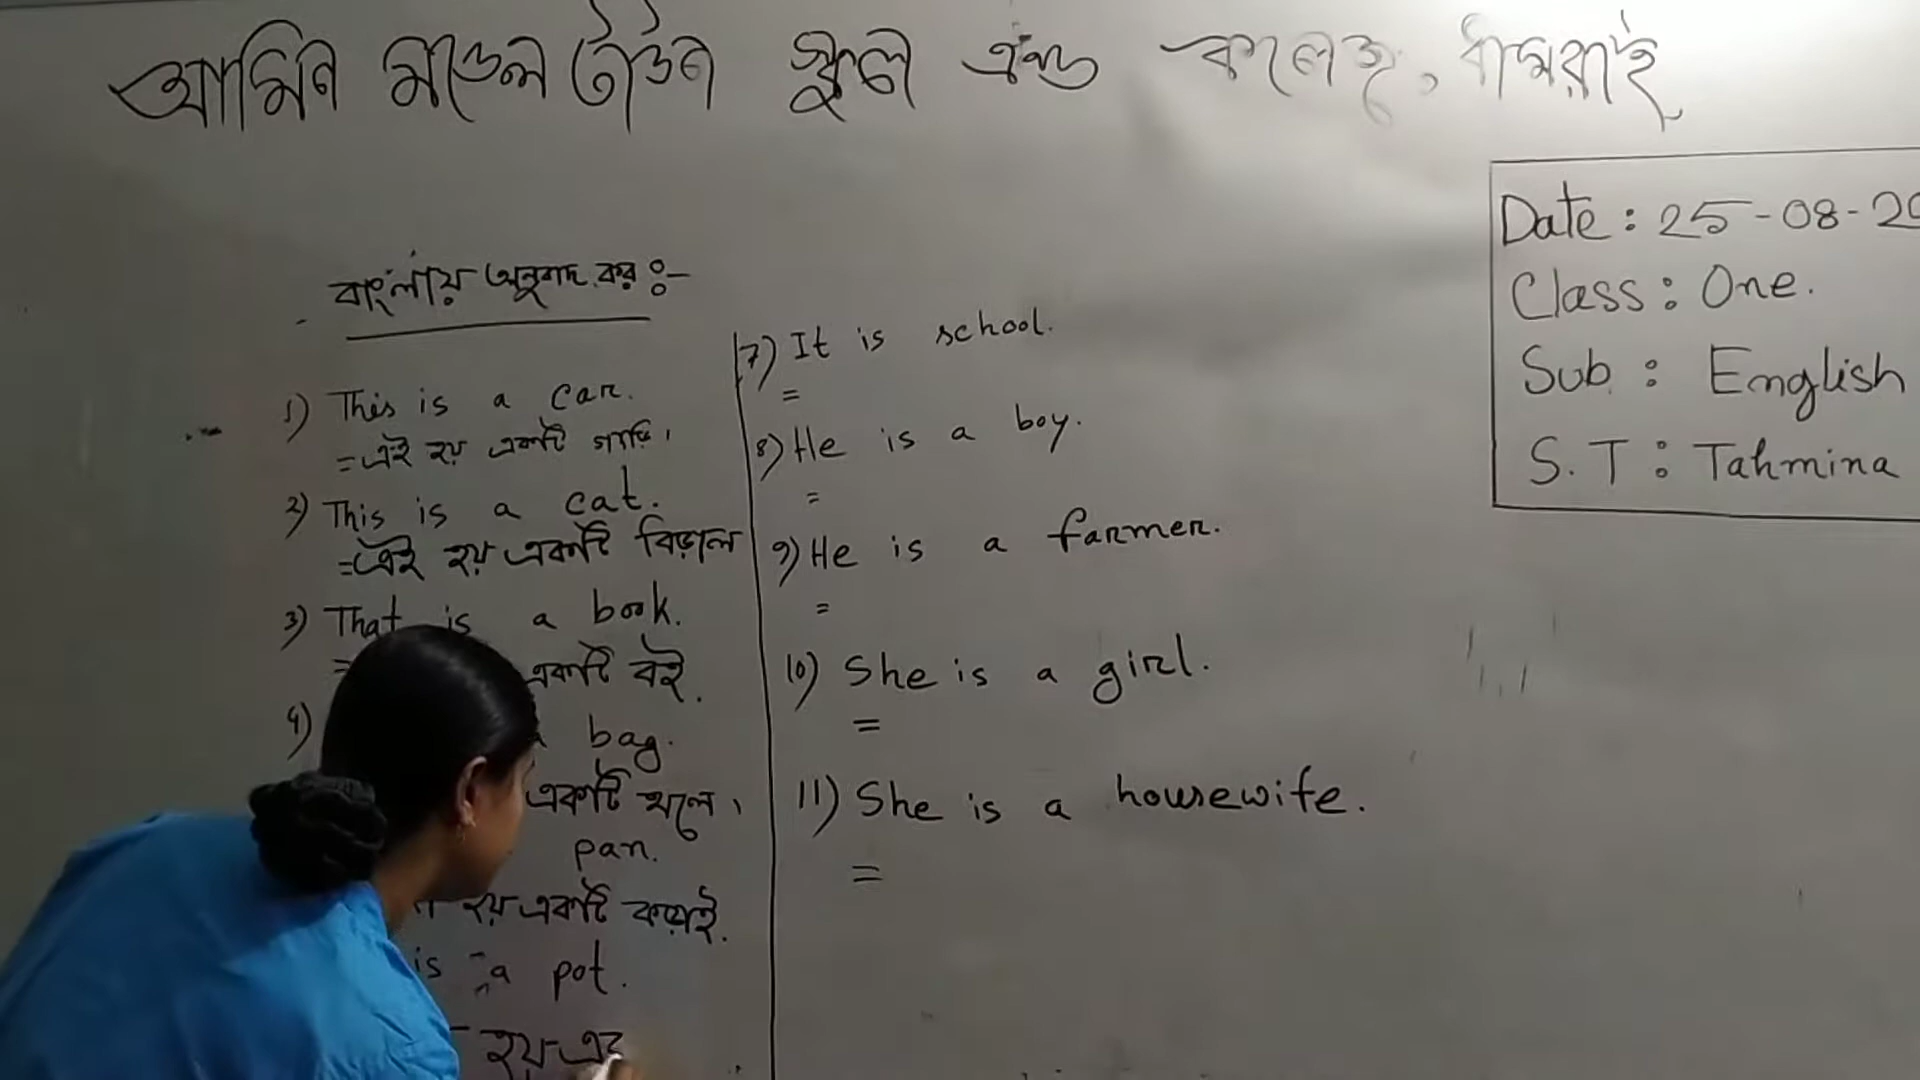 আমিন মডেল টাউন স্কুল এন্ড কলেজ, ধামরাই
Date : 25-08-20
Class : One.
Sub : English
S. T : Tahmina
বাংলায় অনুবাদ কর :-
1) This is a car.
= এই হয় একটি গাড়ি।
2) This is a cat.
= এই হয় একটি বিড়াল
3) That is a book.
= একটি বই.
4) bag.
একটি থলে।
pan.
হয় একটি কড়াই.
is a pot.
হয় এক
7) It is school.
=
8) He is a boy.
=
9) He is a farmer.
=
10) She is a girl.
=
11) She is a housewife.
=